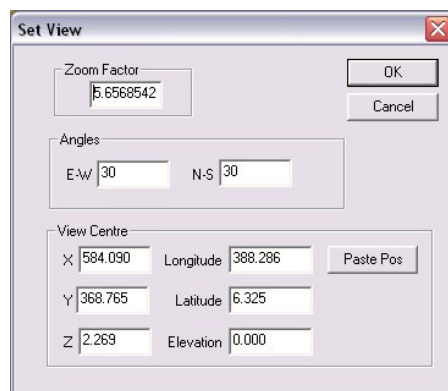 Set View
Zoom Factor
5.6568542
OK
Cancel
Angles
E-W 30 N-S 30
View Centre
X 584.090 Longitude 388.286 Paste Pos
Y 368.765 Latitude 6.325
Z 2.269 Elevation 0.000